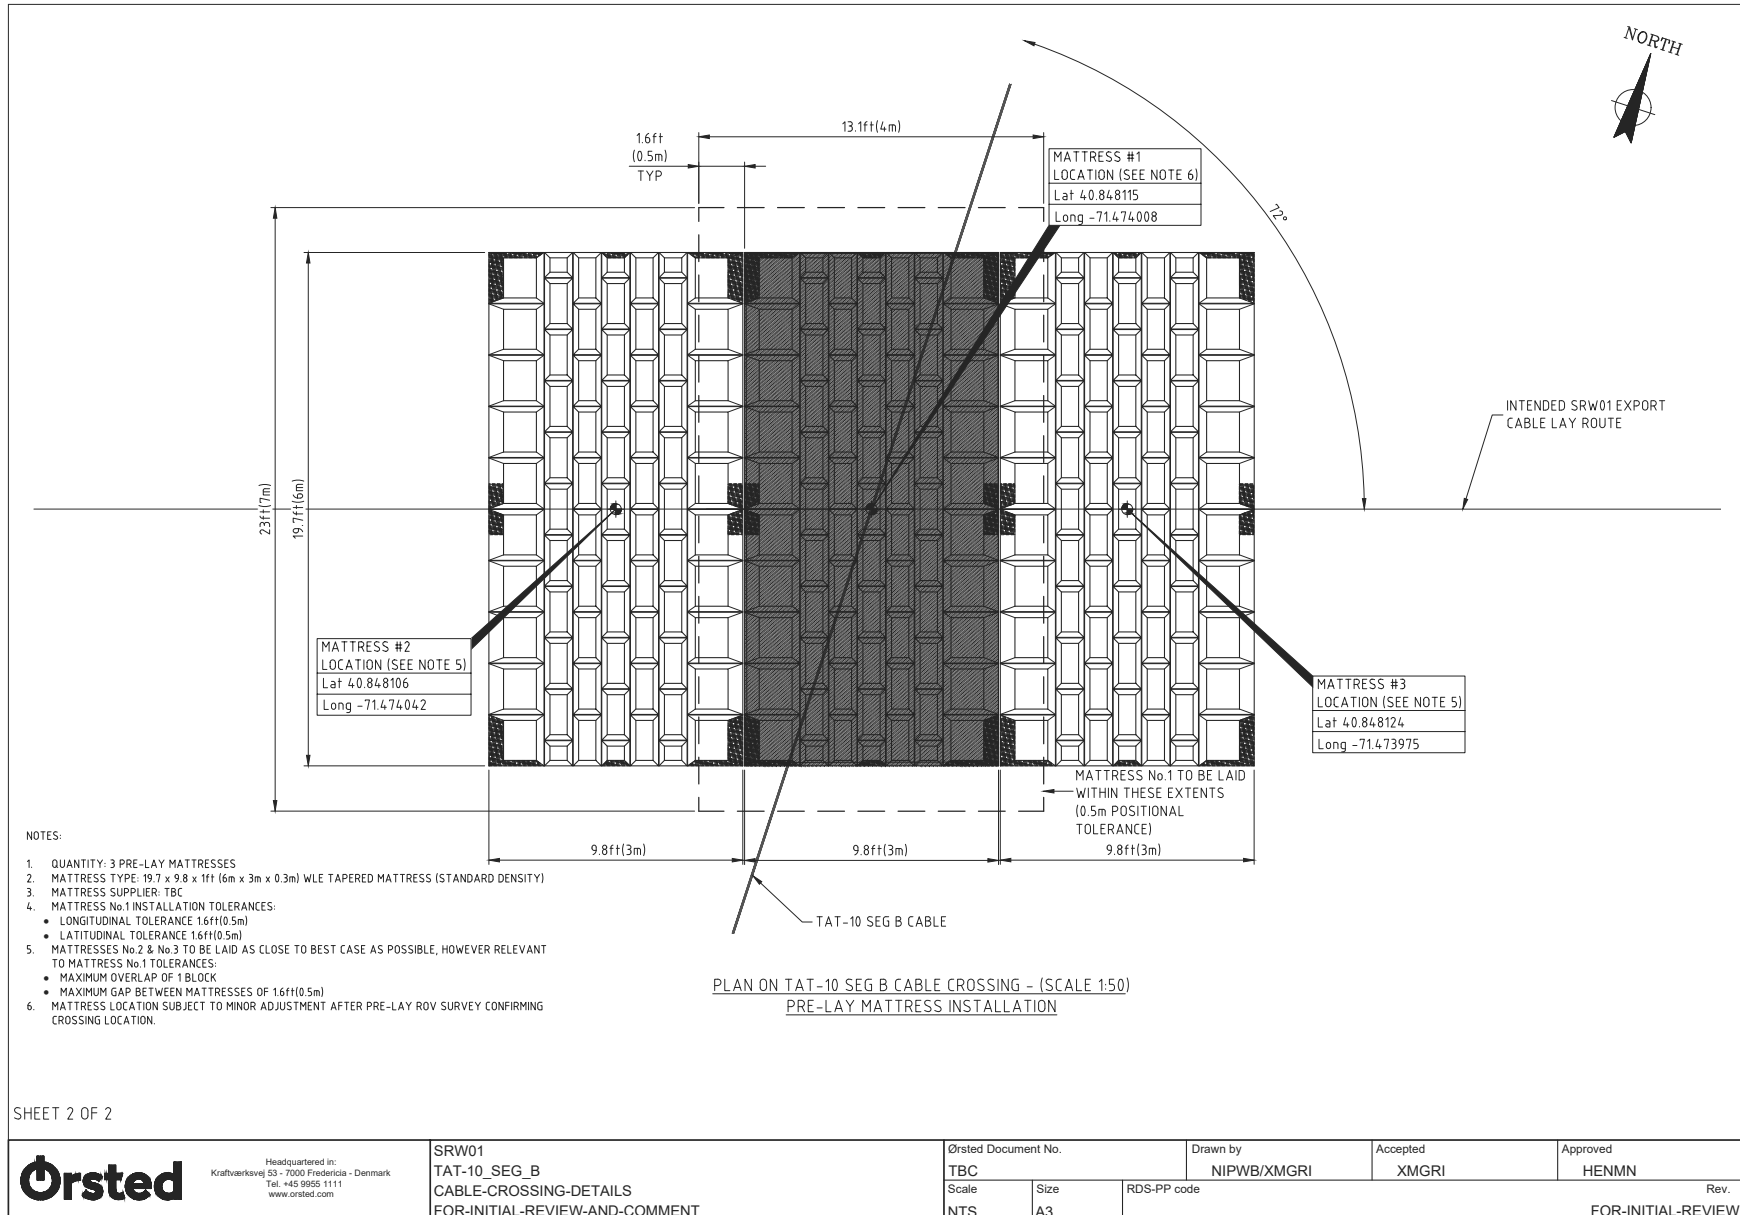 NORTH
13.1ft(4m)
1.6ft
(0.5m)
TYP
MATTRESS #1
LOCATION (SEE NOTE 6)
Lat 40.848115
Long -71.474008
72°
INTENDED SRW01 EXPORT
CABLE LAY ROUTE
23ft(7m)
19.7ft(6m)
MATTRESS #2
LOCATION (SEE NOTE 5)
Lat 40.848106
Long -71.474042
MATTRESS #3
LOCATION (SEE NOTE 5)
Lat 40.848124
Long -71.473975
MATTRESS No.1 TO BE LAID
WITHIN THESE EXTENTS
(0.5m POSITIONAL
TOLERANCE)
9.8ft(3m)
9.8ft(3m)
9.8ft(3m)
TAT-10 SEG B CABLE
NOTES:
1. QUANTITY: 3 PRE-LAY MATTRESSES
2. MATTRESS TYPE: 19.7 x 9.8 x 1ft (6m x 3m x 0.3m) WLE TAPERED MATTRESS (STANDARD DENSITY)
3. MATTRESS SUPPLIER: TBC
4. MATTRESS No.1 INSTALLATION TOLERANCES:
• LONGITUDINAL TOLERANCE 1.6ft(0.5m)
• LATITUDINAL TOLERANCE 1.6ft(0.5m)
5. MATTRESSES No.2 & No.3 TO BE LAID AS CLOSE TO BEST CASE AS POSSIBLE, HOWEVER RELEVANT
TO MATTRESS No.1 TOLERANCES:
• MAXIMUM OVERLAP OF 1 BLOCK
• MAXIMUM GAP BETWEEN MATTRESSES OF 1.6ft(0.5m)
6. MATTRESS LOCATION SUBJECT TO MINOR ADJUSTMENT AFTER PRE-LAY ROV SURVEY CONFIRMING
CROSSING LOCATION.
PLAN ON TAT-10 SEG B CABLE CROSSING - (SCALE 1:50)
PRE-LAY MATTRESS INSTALLATION
SHEET 2 OF 2
Ørsted
Headquartered in:
Kraftværksvej 53 - 7000 Fredericia - Denmark
Tel. +45 9955 1111
www.orsted.com
SRW01
TAT-10_SEG_B
CABLE-CROSSING-DETAILS
FOR-INITIAL-REVIEW-AND-COMMENT
Ørsted Document No.
TBC
Drawn by
NIPWB/XMGRI
Accepted
XMGRI
Approved
HENMN
Scale
NTS
Size
A3
RDS-PP code
Rev.
FOR-INITIAL-REVIEW